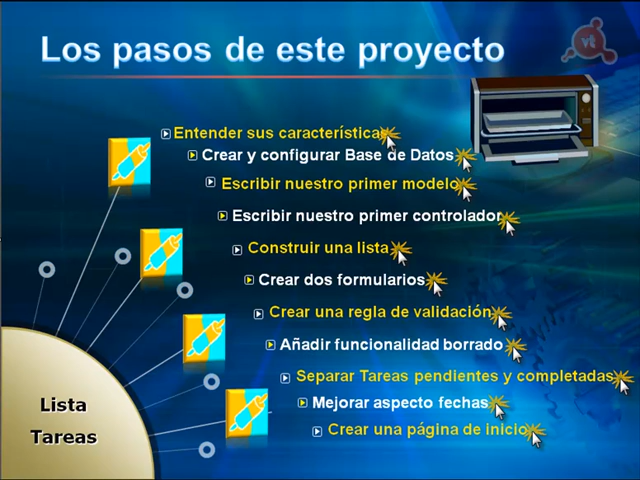 Los pasos de este proyecto
vt
Entender sus características
Crear y configurar Base de Datos
Escribir nuestro primer modelo
Escribir nuestro primer controlador
Construir una lista
Crear dos formularios
Crear una regla de validación
Añadir funcionalidad borrado
Separar Tareas pendientes y completadas
Mejorar aspecto fechas
Crear una página de inicio
Lista
Tareas